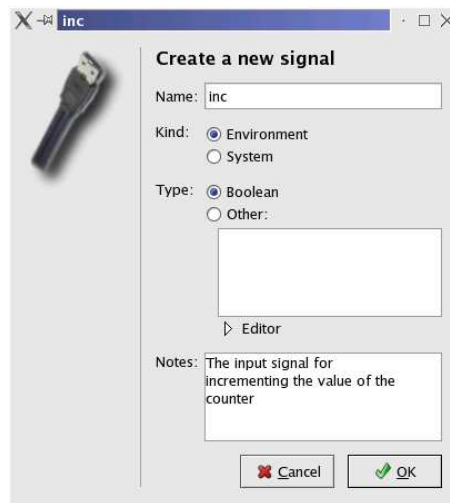 inc
Create a new signal
Name: inc
Kind: Environment
System
Type: Boolean
Other:
Editor
Notes: The input signal for
incrementing the value of the
counter
Cancel OK